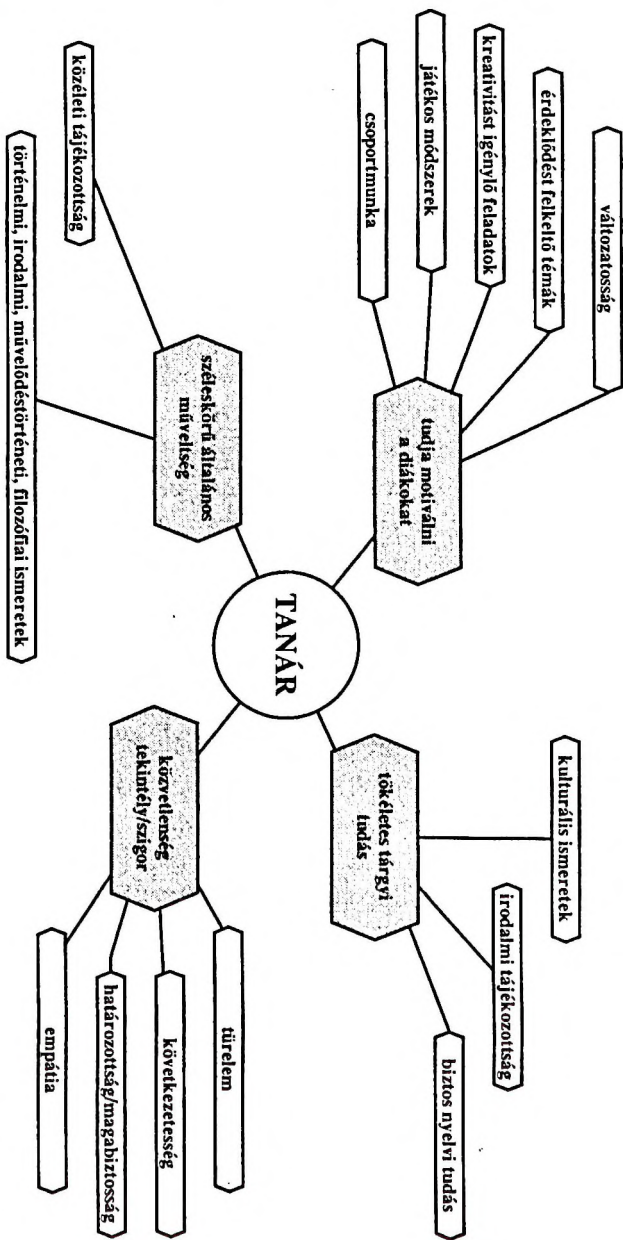 változatosság
érdeklődést felkeltő témák
kreativitást igénylő feladatok
játékos módszerek
csoportmunka
tudja motiválni
a diákokat
kulturális ismeretek
irodalmi tájékozottság
biztos nyelvi tudás
tökéletes tárgyi
tudás
TANÁR
széleskörű általános
műveltség
közéleti tájékozottság
történelmi, irodalmi, művelődéstörténeti, filozófiai ismeretek
közvetlenség
tekintély/szigor
türelem
következetesség
határozottság/magabiztosság
empátia